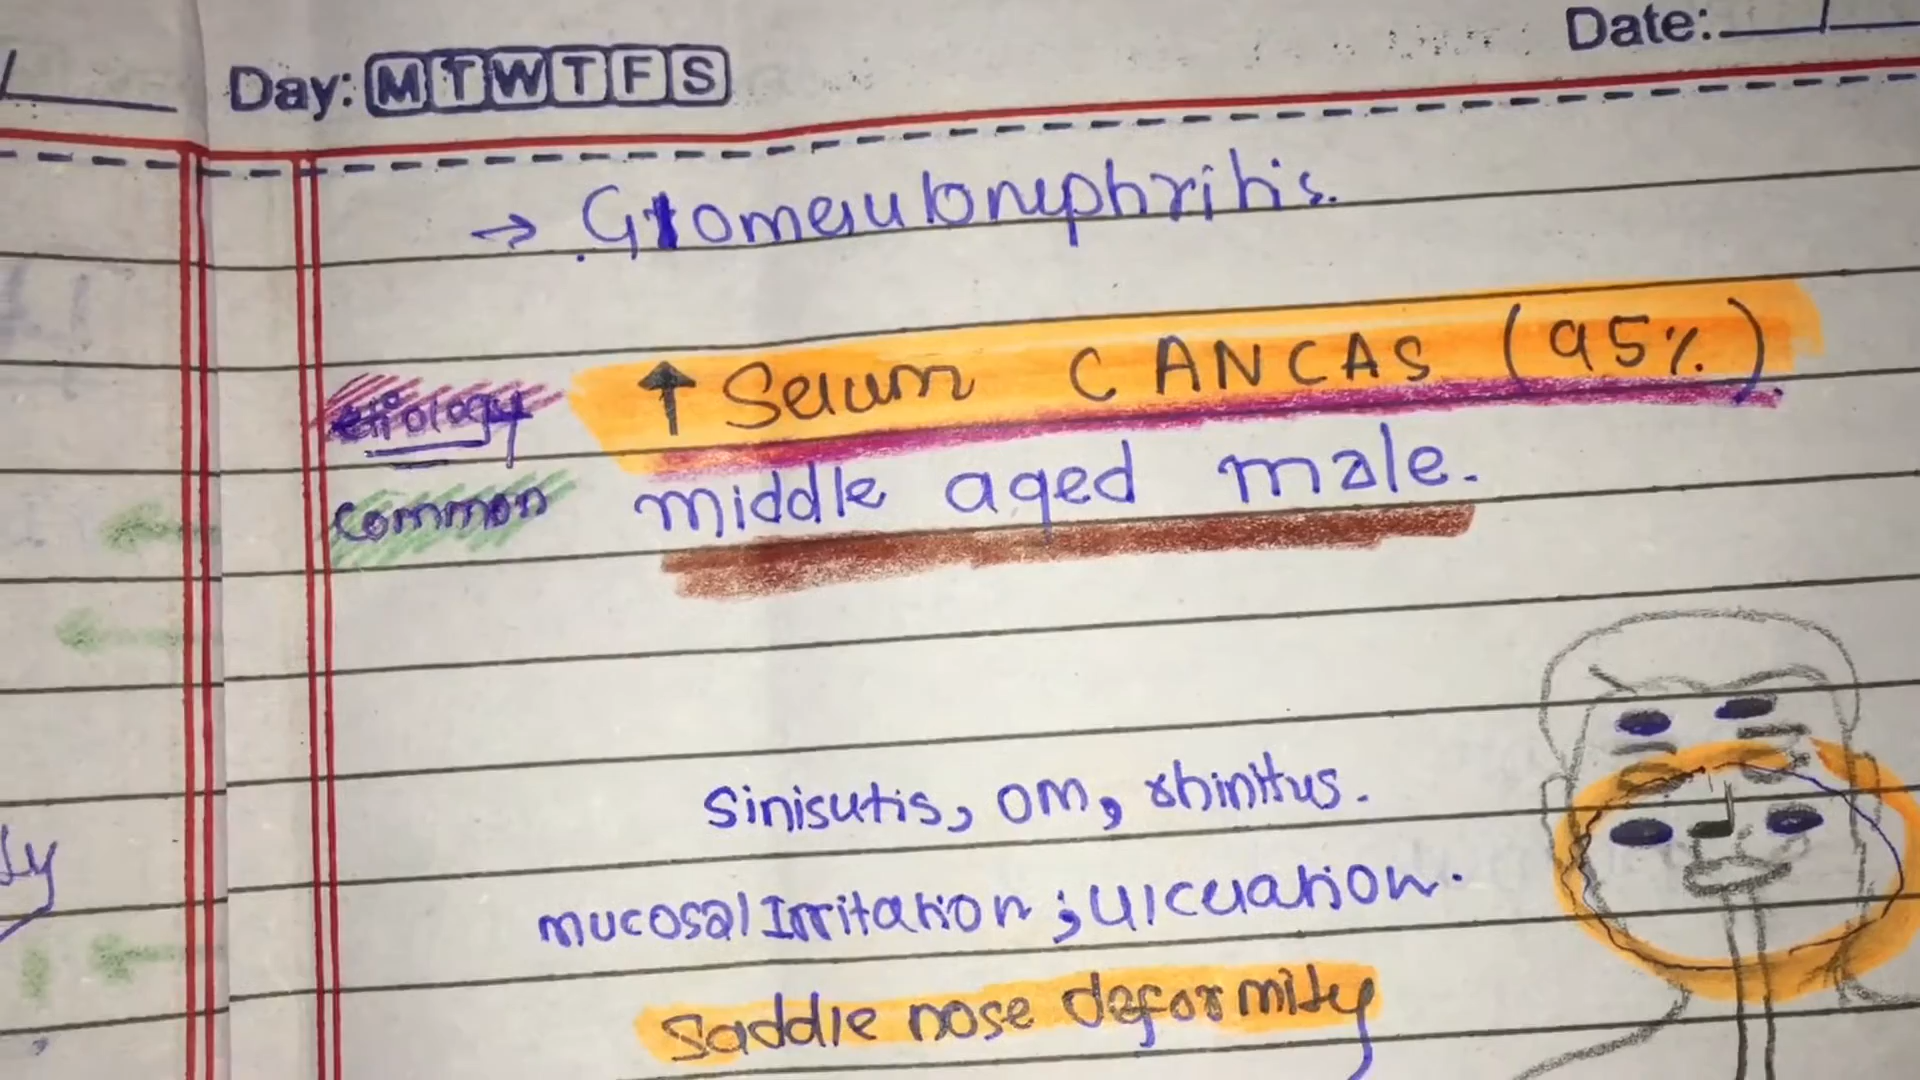 Day: M T W T F S
Date:
→ Glomerulonephritis.
etiology ↑ Serum C ANCAS (95%).
common middle aged male.
sinisutis, om, rhinitus.
mucosal Irritation ; Ulceration.
Saddle nose deformity